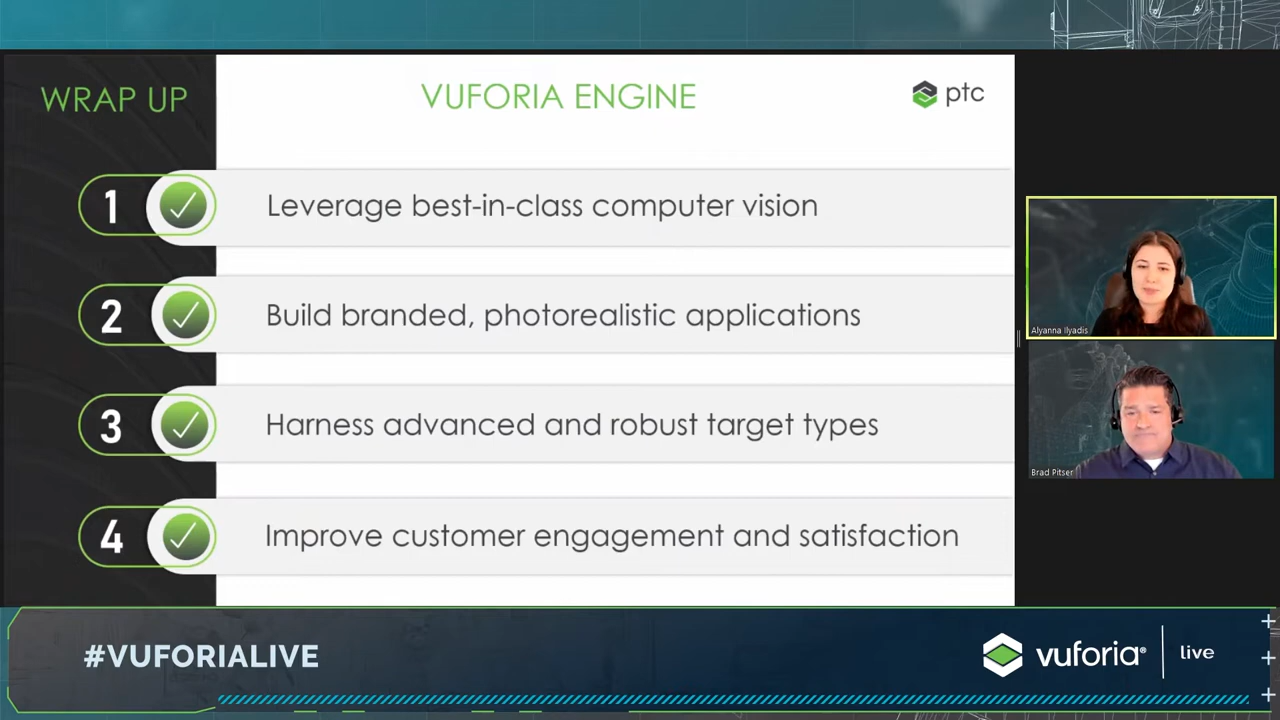 WRAP UP
VUFORIA ENGINE
ptc
1
Leverage best-in-class computer vision
2
Build branded, photorealistic applications
3
Harness advanced and robust target types
4
Improve customer engagement and satisfaction
Alyanna Ilyadis
Brad Pitser
#VUFORIALIVE
vuforia® live